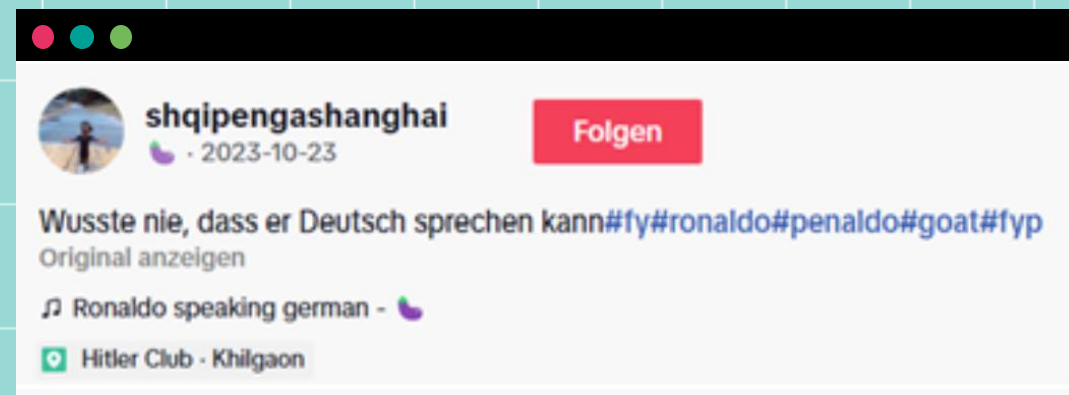 shqipengashanghai
🍆 · 2023-10-23
Folgen
Wusste nie, dass er Deutsch sprechen kann#fy#ronaldo#penaldo#goat#fyp
Original anzeigen
♫ Ronaldo speaking german - 🍆
Hitler Club · Khilgaon